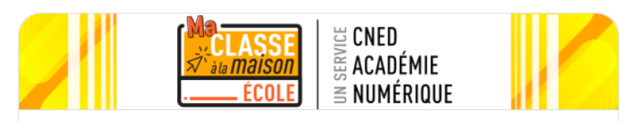 Ma
CLASSE
à la maison
ÉCOLE
UN SERVICE
CNED
ACADÉMIE
NUMÉRIQUE